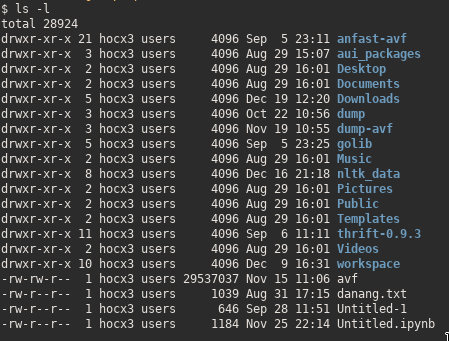 $ ls -l
total 28924
drwxr-xr-x 21 hocx3 users     4096 Sep  5 23:11 anfast-avf
drwxr-xr-x  3 hocx3 users     4096 Aug 29 15:07 aui_packages
drwxr-xr-x  2 hocx3 users     4096 Aug 29 16:01 Desktop
drwxr-xr-x  2 hocx3 users     4096 Aug 29 16:01 Documents
drwxr-xr-x  5 hocx3 users     4096 Dec 19 12:20 Downloads
drwxr-xr-x  3 hocx3 users     4096 Oct 22 10:56 dump
drwxr-xr-x  3 hocx3 users     4096 Nov 19 10:55 dump-avf
drwxr-xr-x  5 hocx3 users     4096 Sep  5 23:25 golib
drwxr-xr-x  2 hocx3 users     4096 Aug 29 16:01 Music
drwxr-xr-x  8 hocx3 users     4096 Dec 16 21:18 nltk_data
drwxr-xr-x  2 hocx3 users     4096 Aug 29 16:01 Pictures
drwxr-xr-x  2 hocx3 users     4096 Aug 29 16:01 Public
drwxr-xr-x  2 hocx3 users     4096 Aug 29 16:01 Templates
drwxr-xr-x 11 hocx3 users     4096 Sep  6 11:11 thrift-0.9.3
drwxr-xr-x  2 hocx3 users     4096 Aug 29 16:01 Videos
drwxr-xr-x 10 hocx3 users     4096 Dec  9 16:31 workspace
-rw-rw-r--  1 hocx3 users 29537037 Nov 15 11:06 avf
-rw-r--r--  1 hocx3 users     1039 Aug 31 17:15 danang.txt
-rw-r--r--  1 hocx3 users      646 Sep 28 11:51 Untitled-1
-rw-r--r--  1 hocx3 users     1184 Nov 25 22:14 Untitled.ipynb